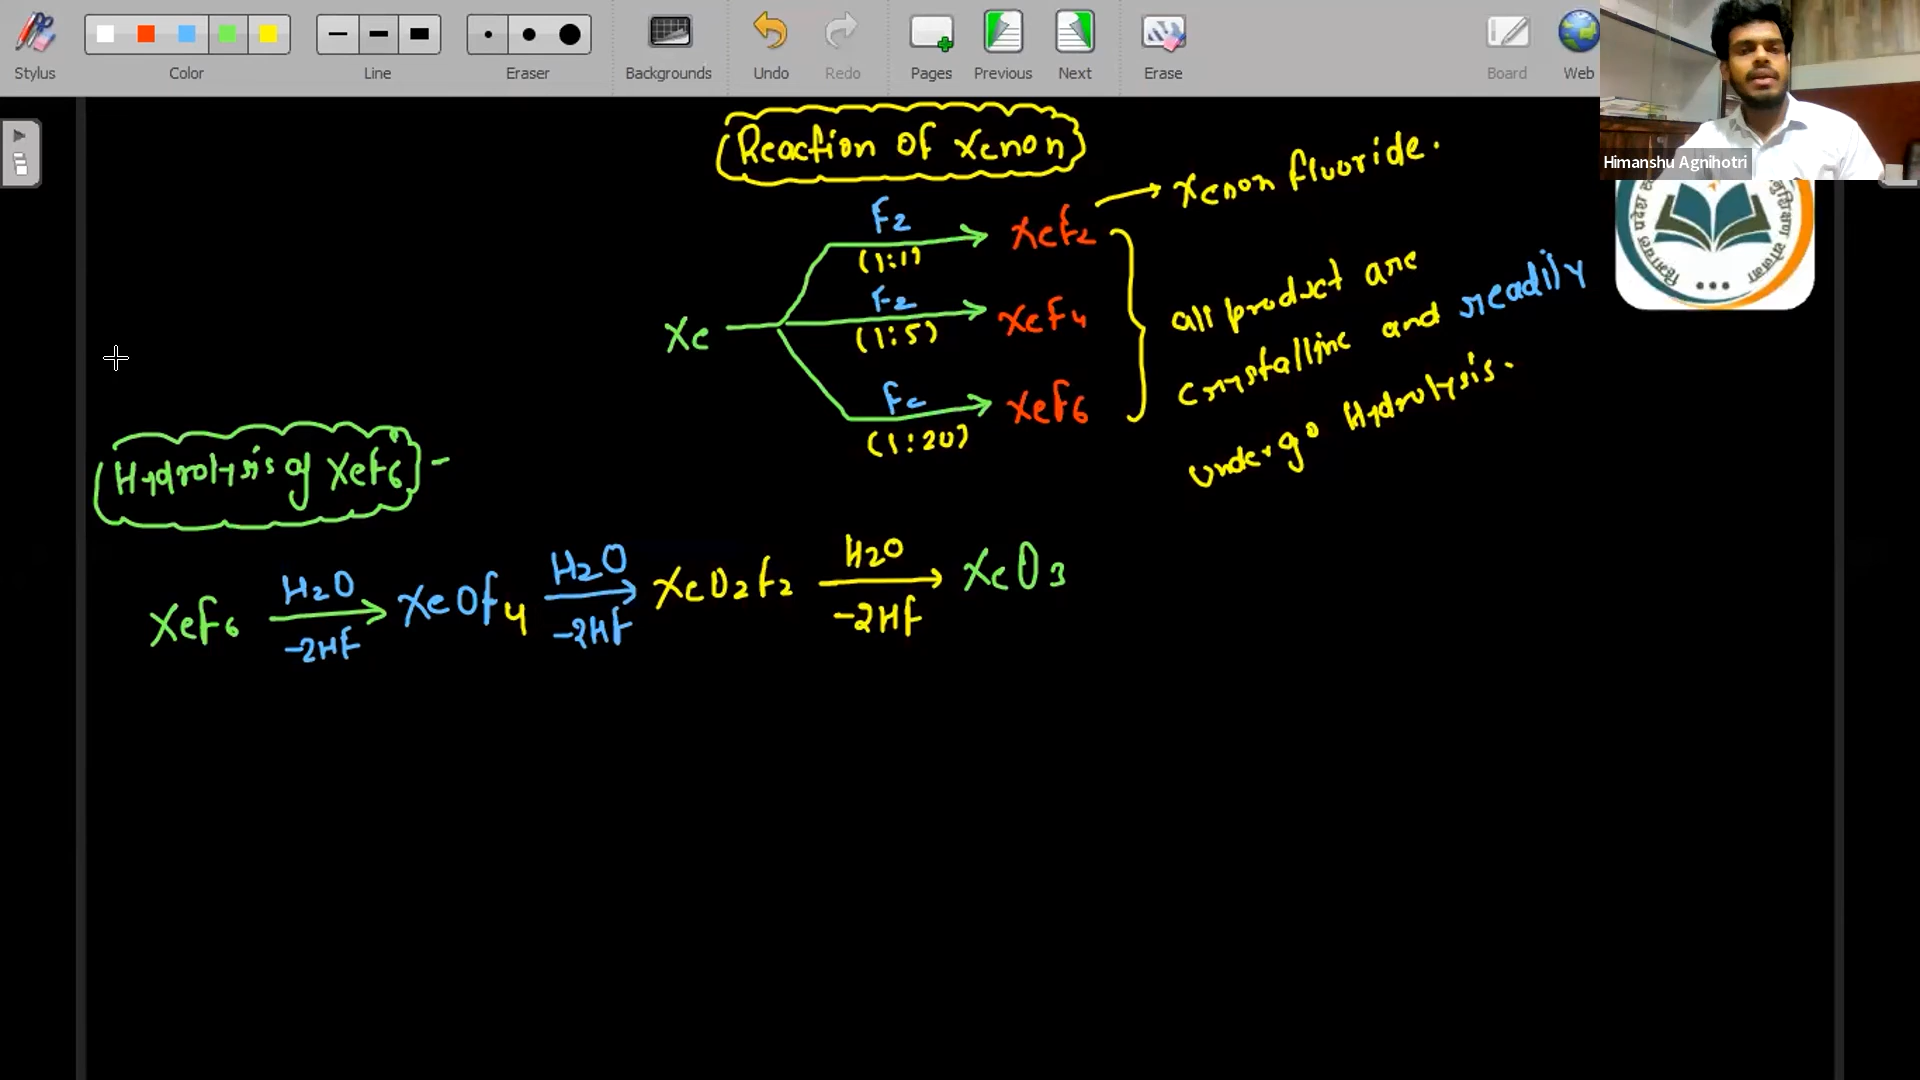 Stylus Color Line Eraser Backgrounds Undo Redo Pages Previous Next Erase Board Web
Himanshu Agnihotri
Reaction of Xenon
F2
(1:1)
XeF2 → Xenon fluoride.
Xe
F2
(1:5)
XeF4
(1:20)
XeF6
all product are
crystalline and readily
undergo Hydrolysis.
Hydrolysis of XeF6 -
XeF6 H2O → -2HF XeOF4 H2O → -2HF XeO2F2 H2O → -2HF XeO3